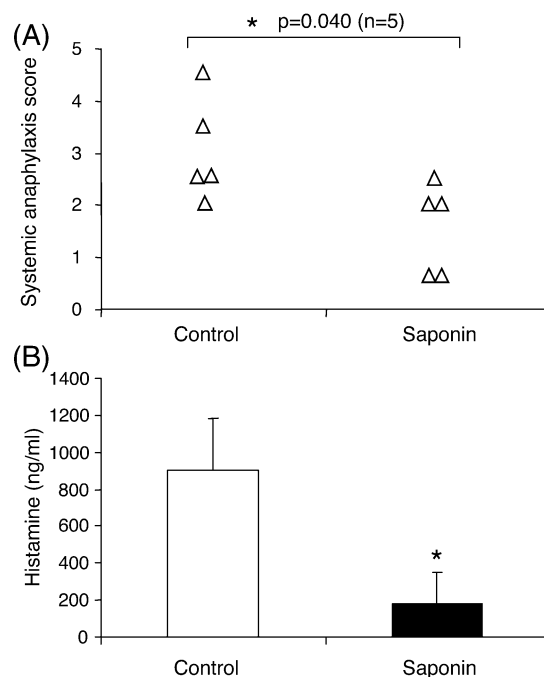 (A)
* p=0.040 (n=5)
Systemic anaphylaxis score
5
4
3
2
1
0
Control Saponin
(B)
Histamine (ng/ml)
1400
1200
1000
800
600
400
200
0
*
Control Saponin